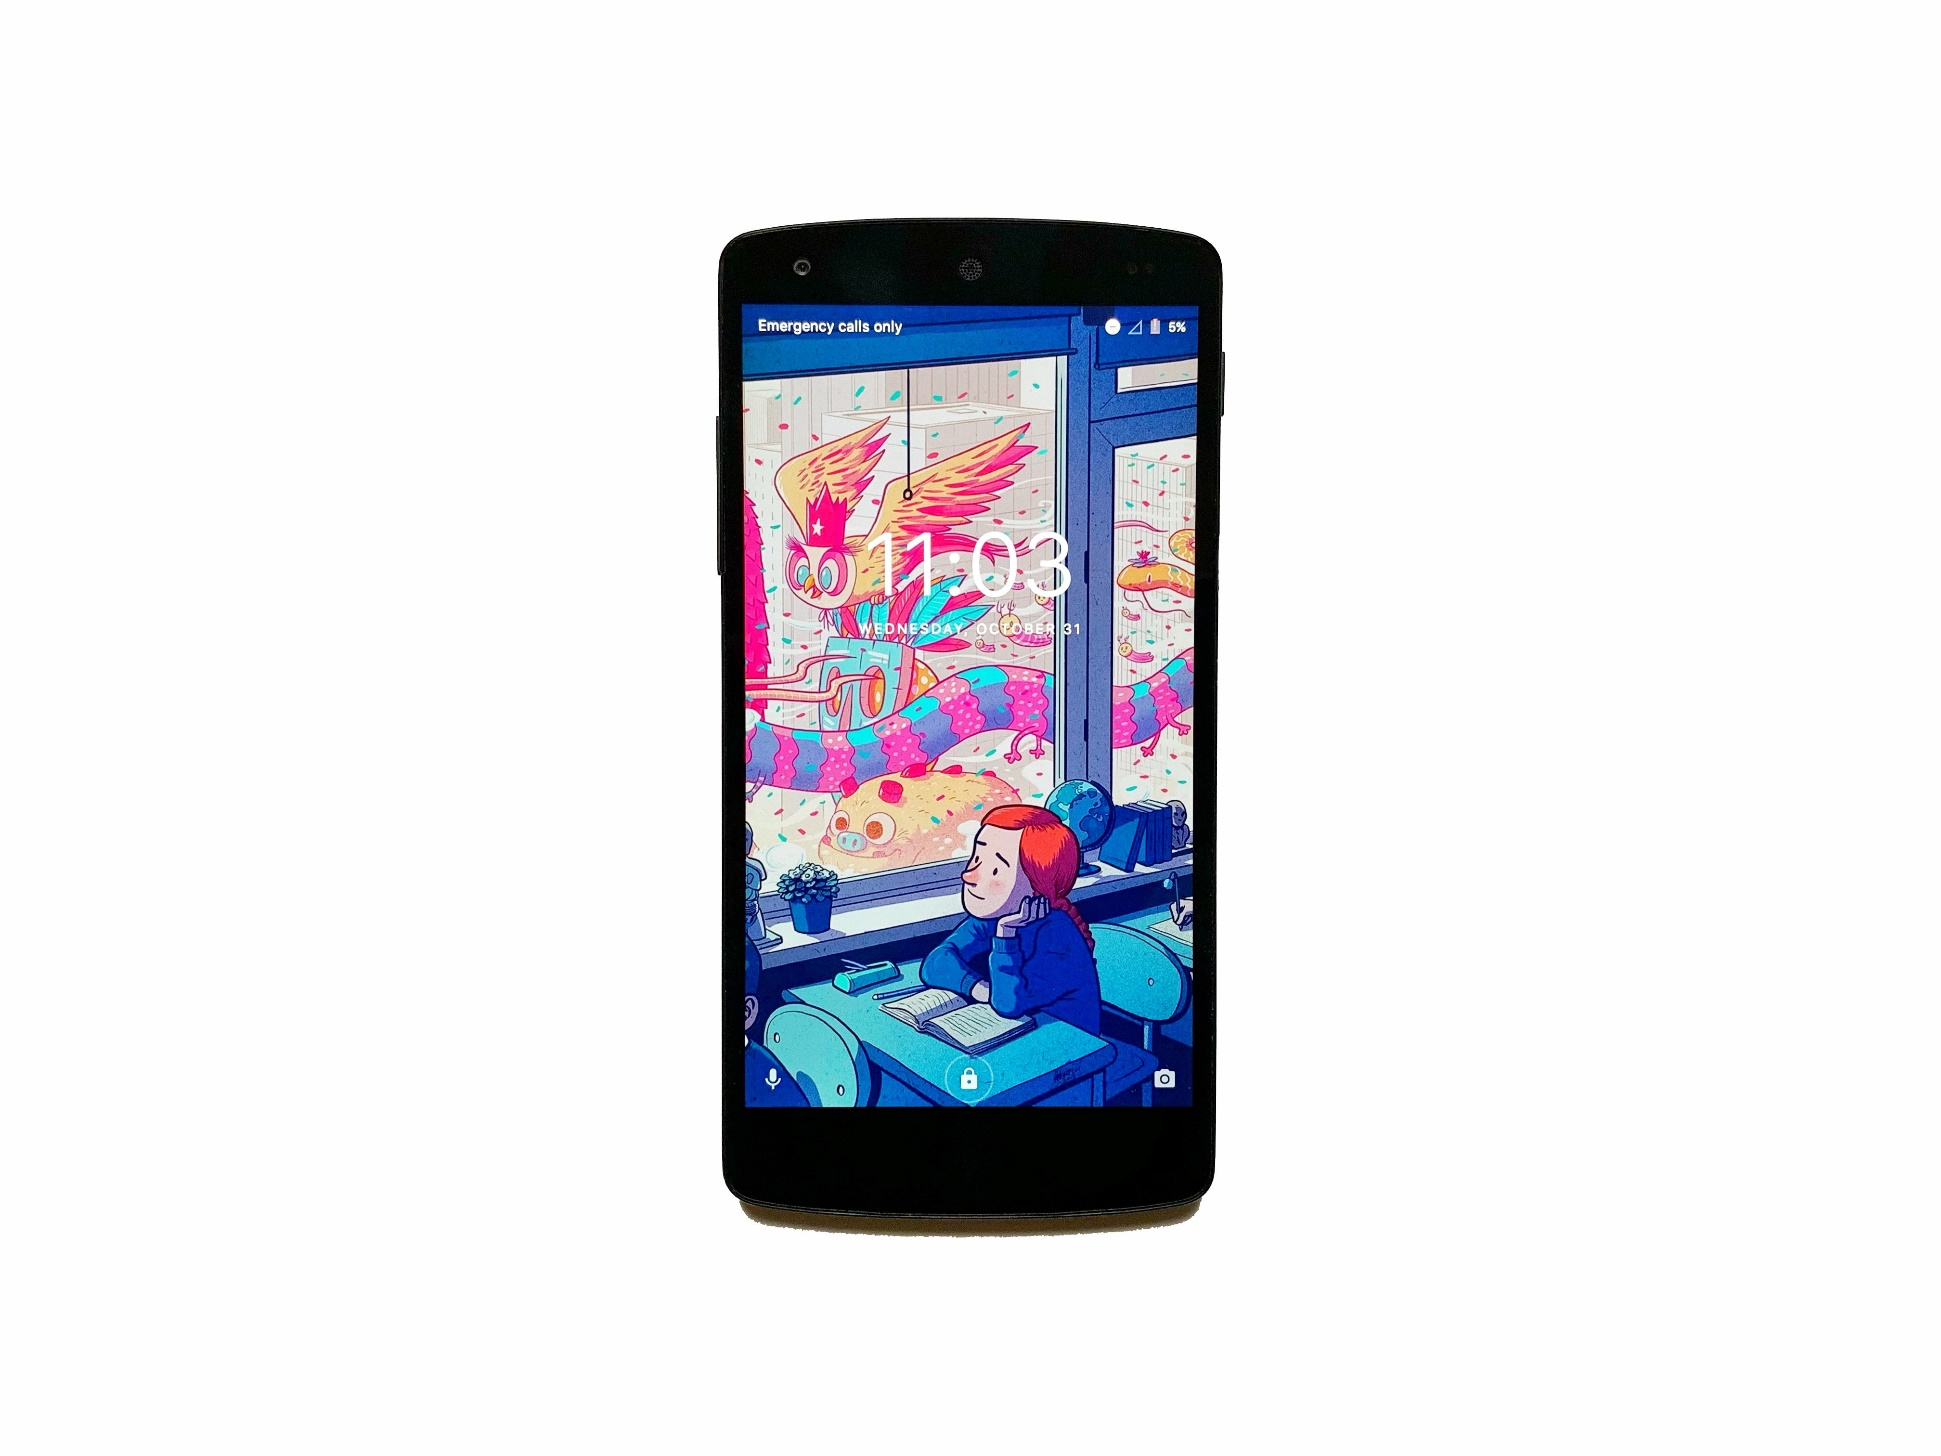 Emergency calls only
5%
11:03
WEDNESDAY, OCTOBER 31